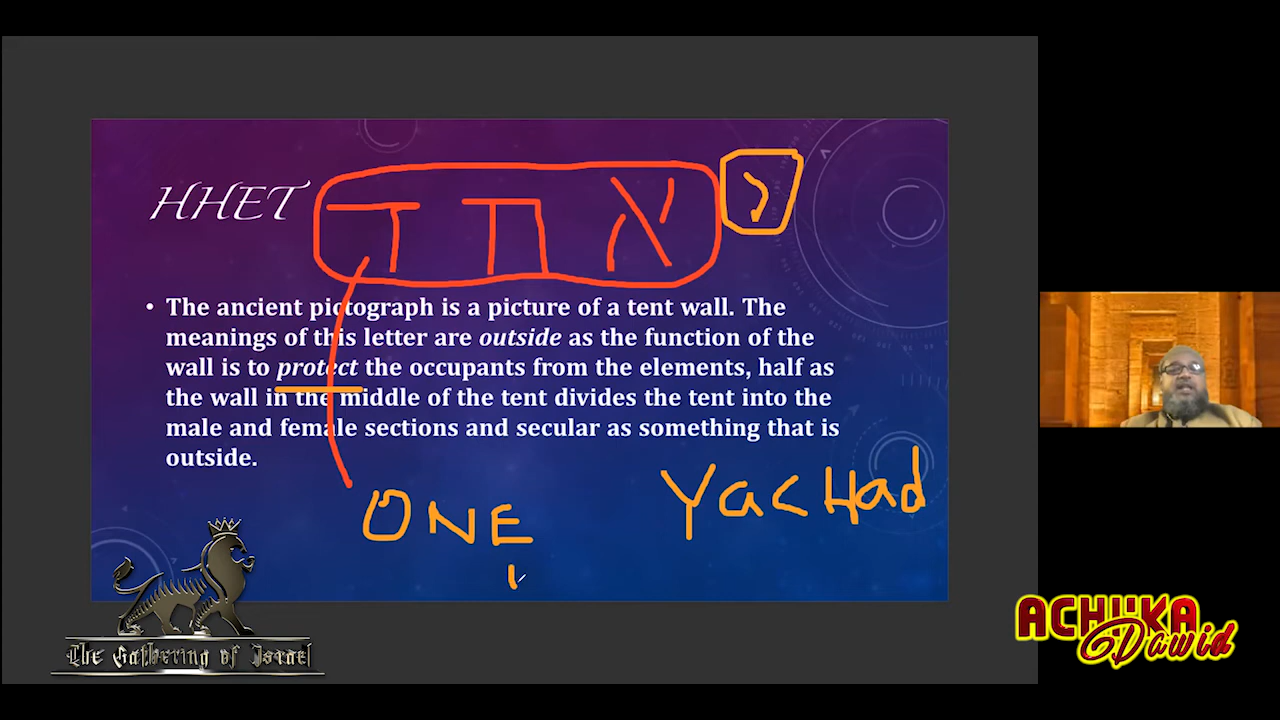 HHET
אחד
י
• The ancient pictograph is a picture of a tent wall. The
meanings of this letter are outside as the function of the
wall is to protect the occupants from the elements, half as
the wall in the middle of the tent divides the tent into the
male and female sections and secular as something that is
outside.
ONE
YacHad
The Gathering of Israel
ACHIKA
Dawid